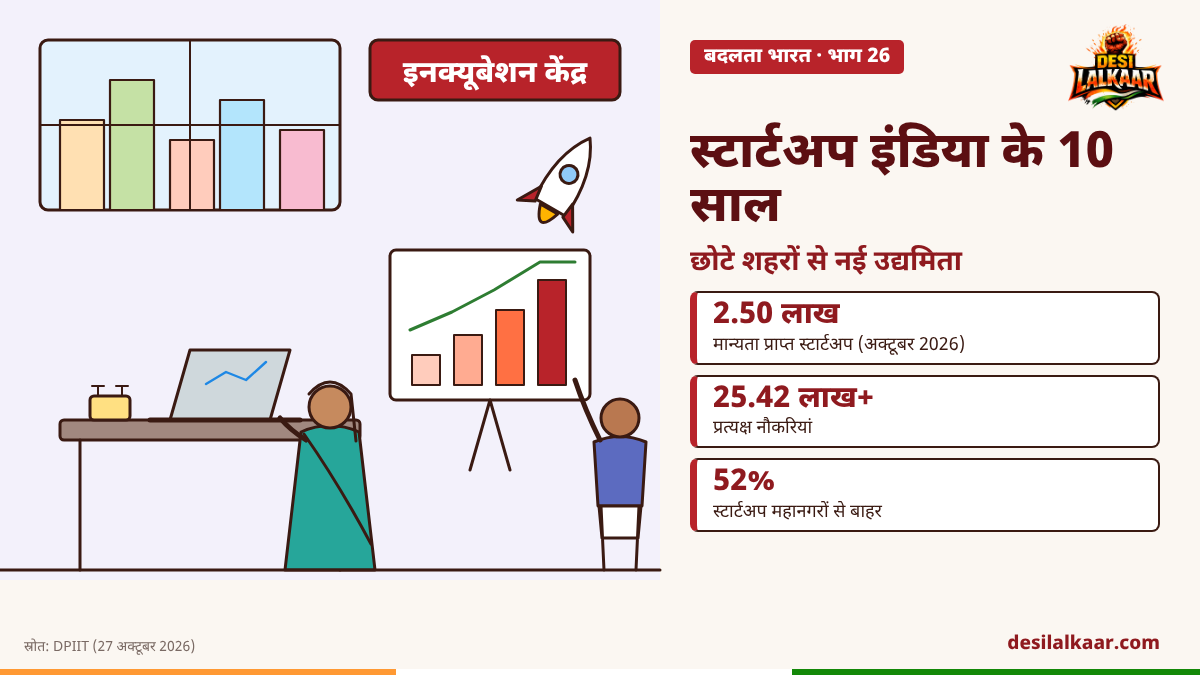 इनक्यूबेशन केंद्र
बदलता भारत · भाग 26
DESI
LALKAAR
स्टार्टअप इंडिया के 10
साल
छोटे शहरों से नई उद्यमिता
2.50 लाख
मान्यता प्राप्त स्टार्टअप (अक्टूबर 2026)
25.42 लाख+
प्रत्यक्ष नौकरियां
52%
स्टार्टअप महानगरों से बाहर
स्रोत: DPIIT (27 अक्टूबर 2026)
desilalkaar.com